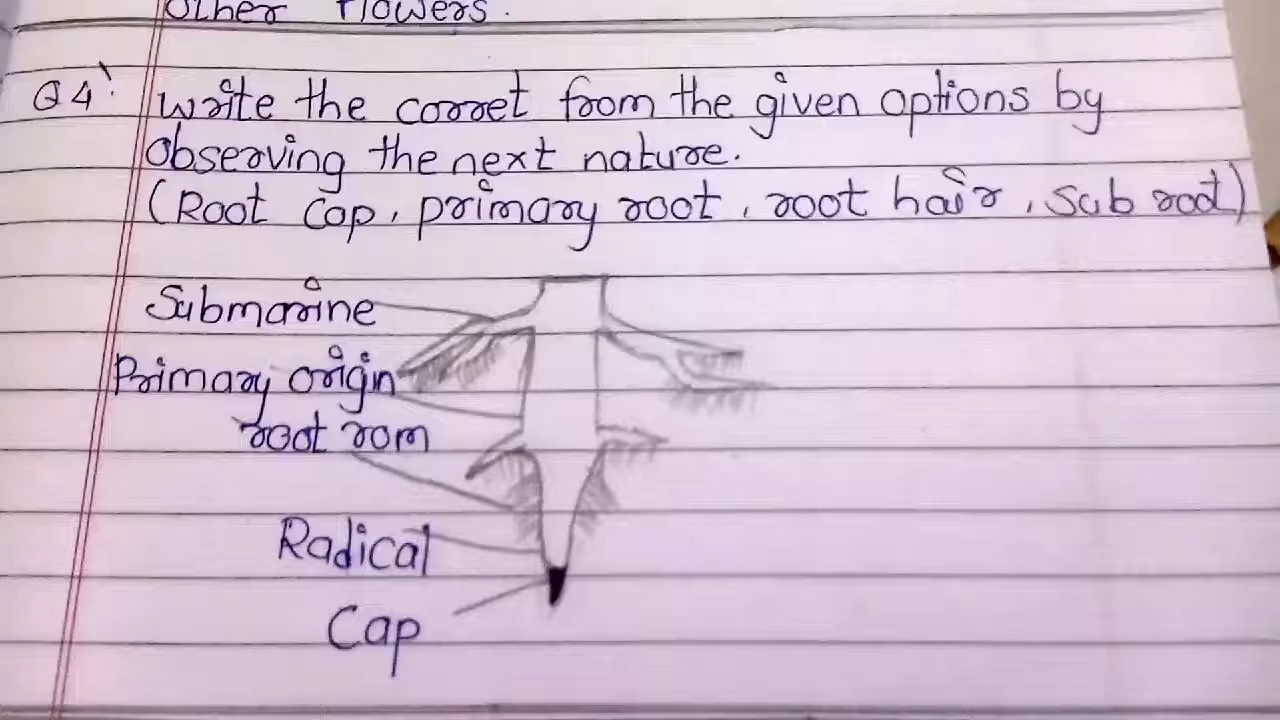 Other flowers.
Q4. Write the corret from the given options by
observing the next nature.
(Root cap, primary root, root hair, sub root)
Submarine
Primary origin
root rom
Radical
Cap